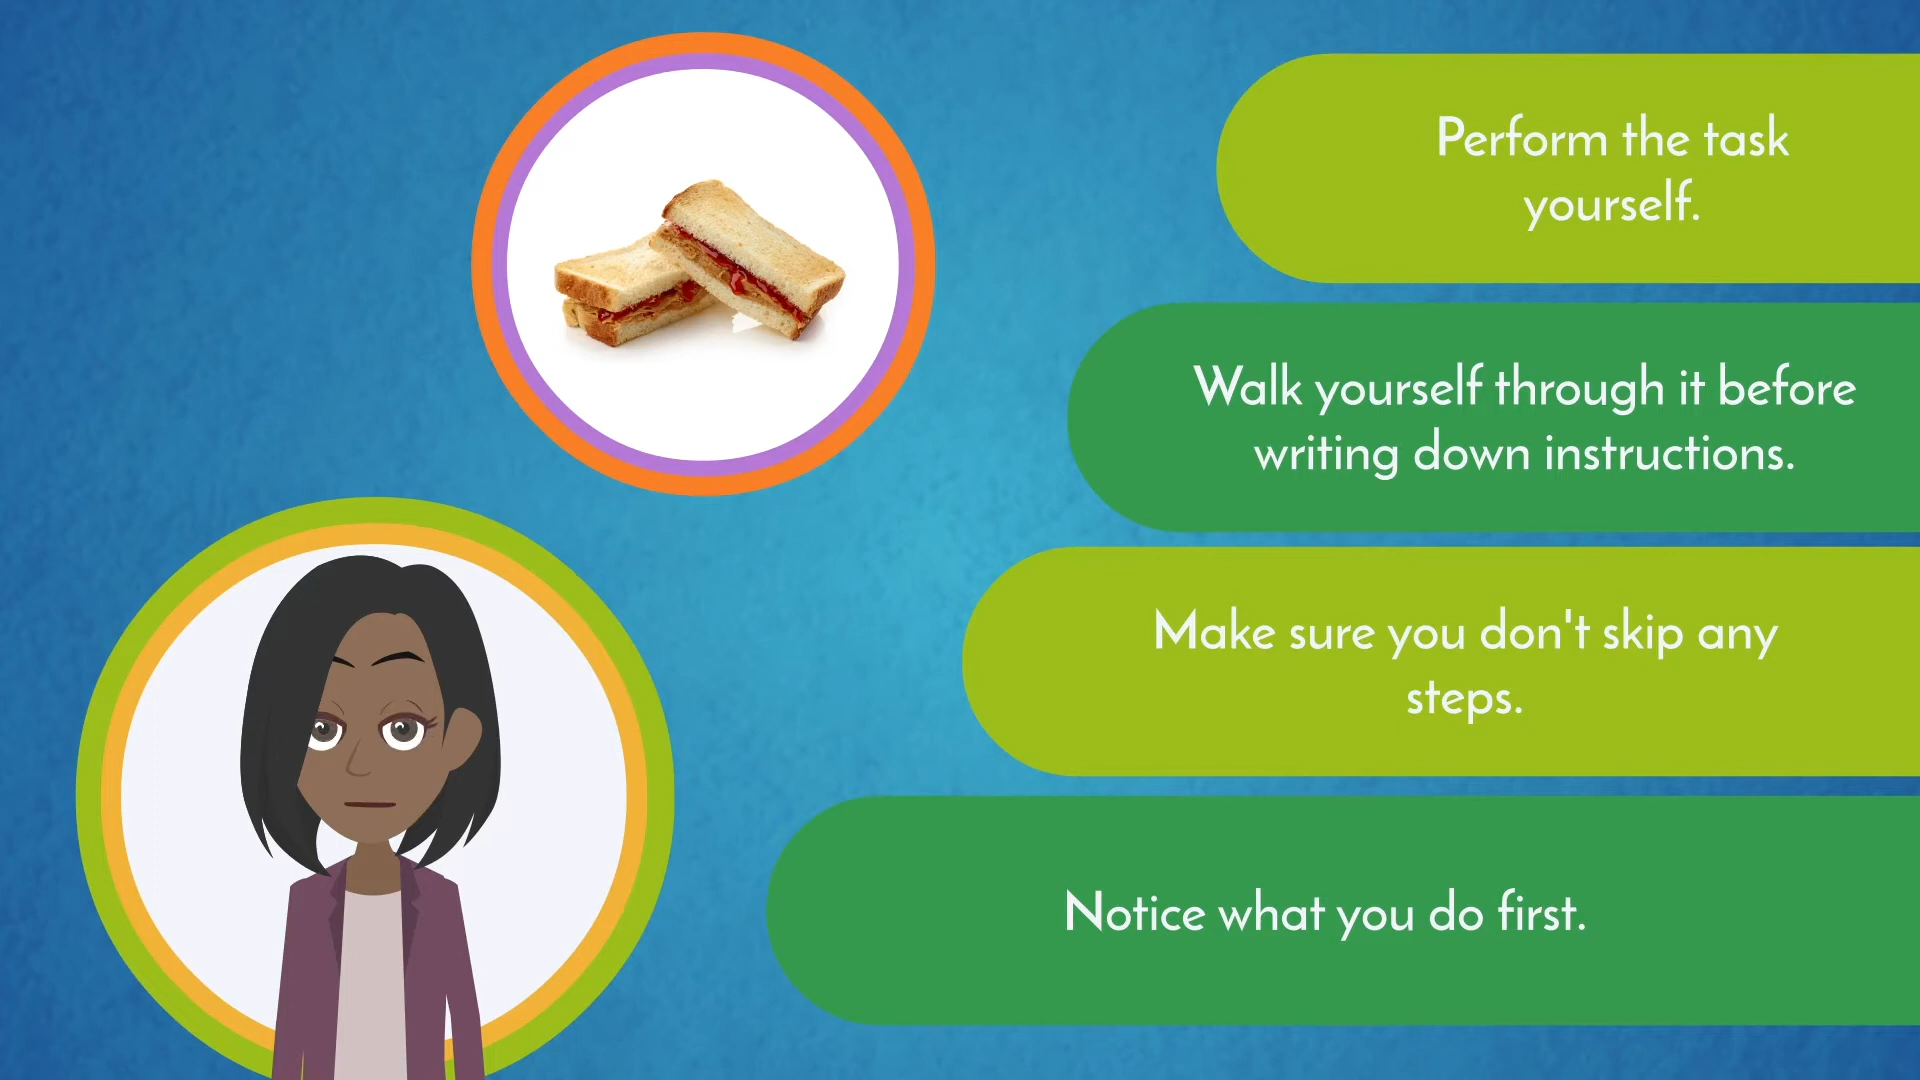 Perform the task
yourself.
Walk yourself through it before
writing down instructions.
Make sure you don't skip any
steps.
Notice what you do first.